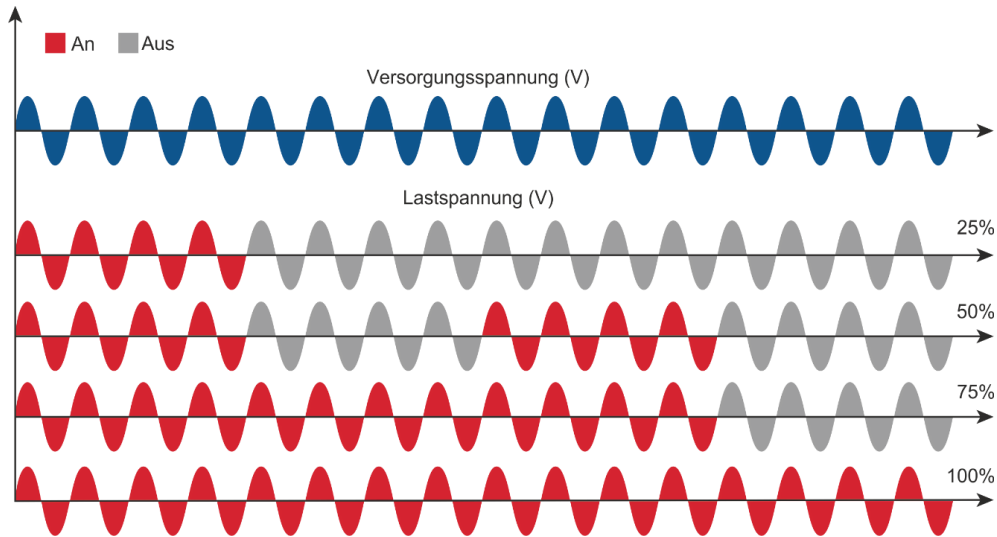 An Aus
Versorgungsspannung (V)
Lastspannung (V)
25%
50%
75%
100%